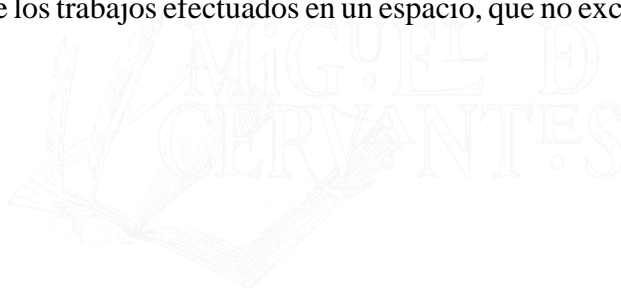 e los trabajos efectuados en un espacio, que no exc
MiGUEL D
CERVANTES